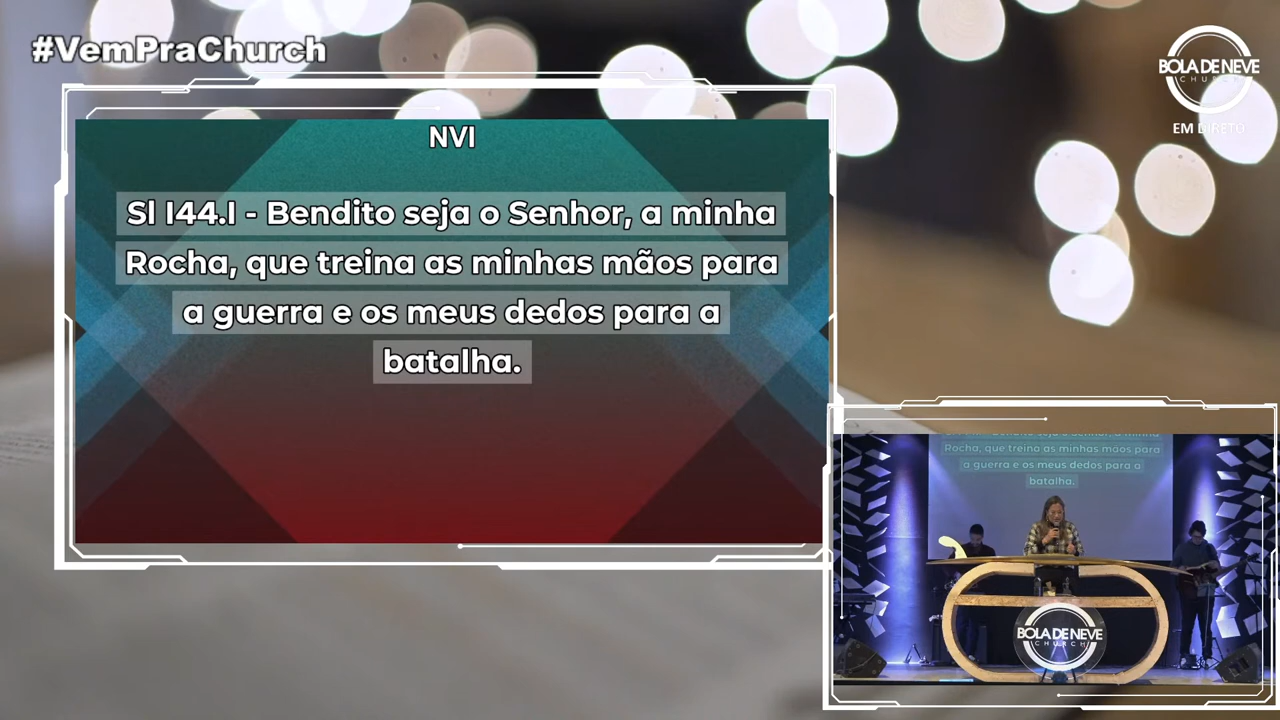 #VemPraChurch
BOLA DE NEVE
CHURCH
EM DIRETO
NVI
Sl 144.1 - Bendito seja o Senhor, a minha
Rocha, que treina as minhas mãos para
a guerra e os meus dedos para a
batalha.
Rocha, que treina as minhas mãos para
a guerra e os meus dedos para a
batalha.
BOLA DE NEVE
CHURCH